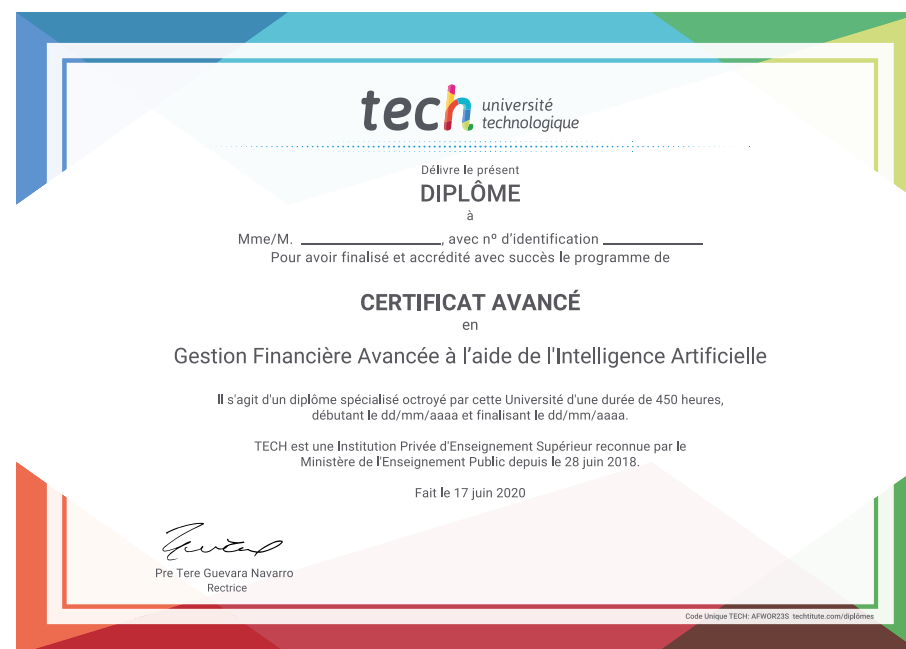 tech université
technologique
Délivre le présent
DIPLÔME
à
Mme/M. ____________________, avec nº d'identification ______________
Pour avoir finalisé et accrédité avec succès le programme de
CERTIFICAT AVANCÉ
en
Gestion Financière Avancée à l'aide de l'Intelligence Artificielle
Il s'agit d'un diplôme spécialisé octroyé par cette Université d'une durée de 450 heures,
débutant le dd/mm/aaaa et finalisant le dd/mm/aaaa.
TECH est une Institution Privée d'Enseignement Supérieur reconnue par le
Ministère de l'Enseignement Public depuis le 28 juin 2018.
Fait le 17 juin 2020
Pre Tere Guevara Navarro
Rectrice
Code Unique TECH: AFWOR23S techtitute.com/diplômes